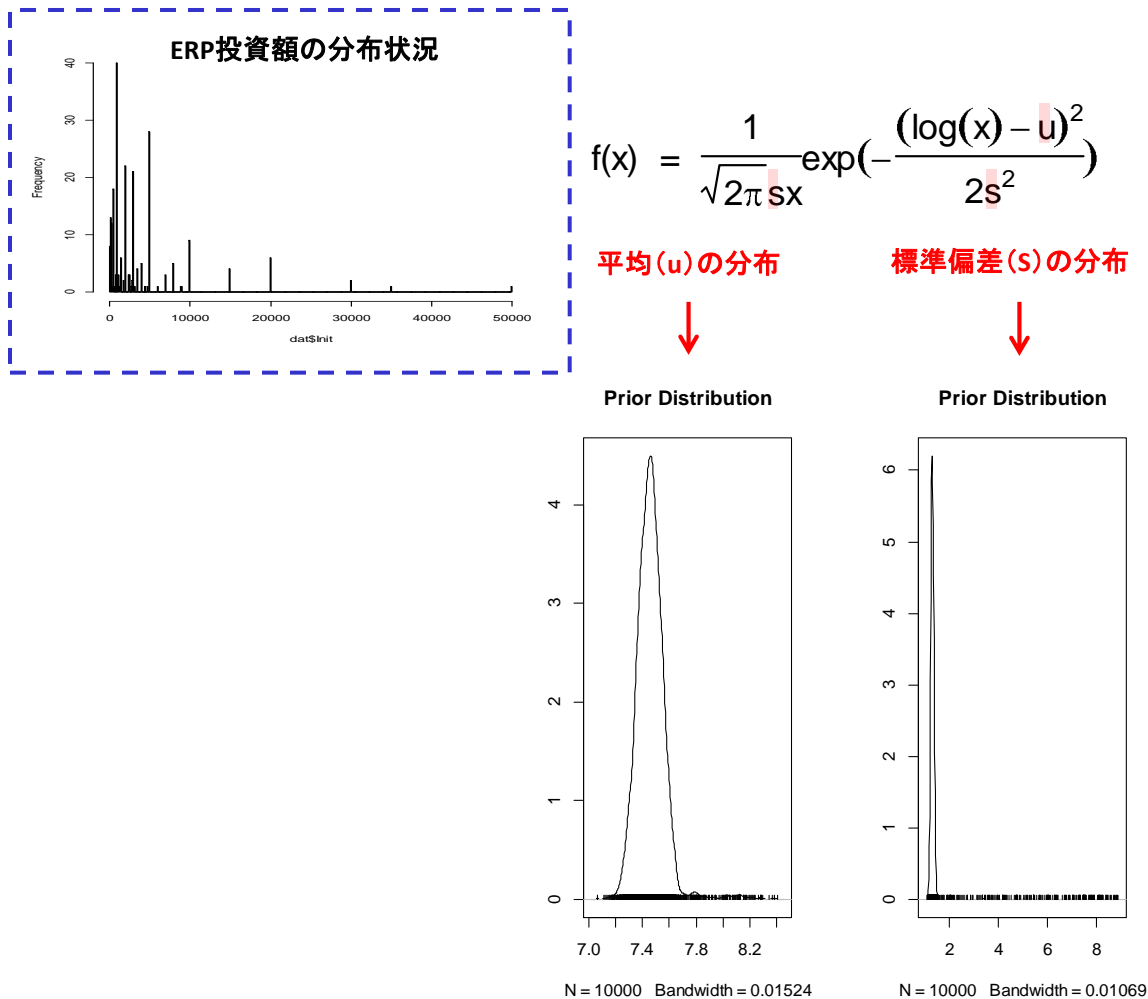 ERP投資額の分布状況
Frequency
40
30
20
10
0
0 10000 20000 30000 40000 50000
dat$Init
f(x) = 1/(√2π sx) exp(−(log(x) − u)²/2s²)
平均(u)の分布
標準偏差(S)の分布
Prior Distribution
4
3
2
1
0
7.0 7.4 7.8 8.2
N = 10000 Bandwidth = 0.01524
Prior Distribution
6
5
4
3
2
1
0
2 4 6 8
N = 10000 Bandwidth = 0.01069